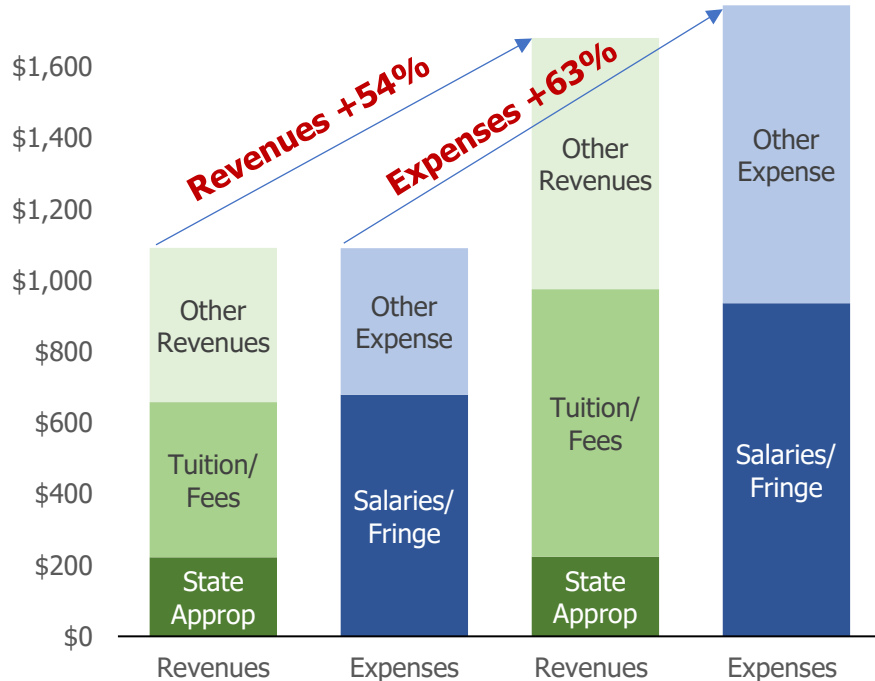 $1,600
$1,400
$1,200
$1,000
$800
$600
$400
$200
$0
Revenues +54%
Expenses +63%
Other
Revenues
Tuition/
Fees
State
Approp
Other
Expense
Salaries/
Fringe
Other
Revenues
Tuition/
Fees
State
Approp
Other
Expense
Salaries/
Fringe
Revenues
Expenses
Revenues
Expenses